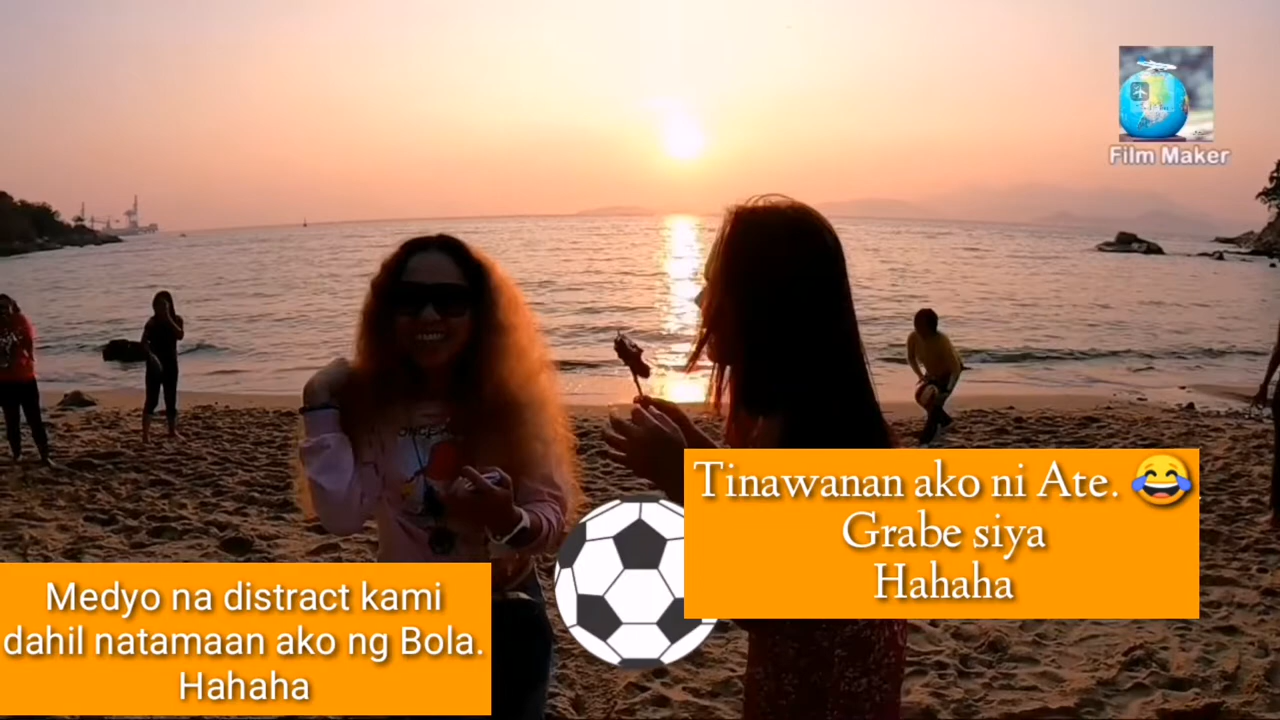 Film Maker
Tinawanan ako ni Ate. 😂
Grabe siya
Hahaha
Medyo na distract kami
dahil natamaan ako ng Bola.
Hahaha